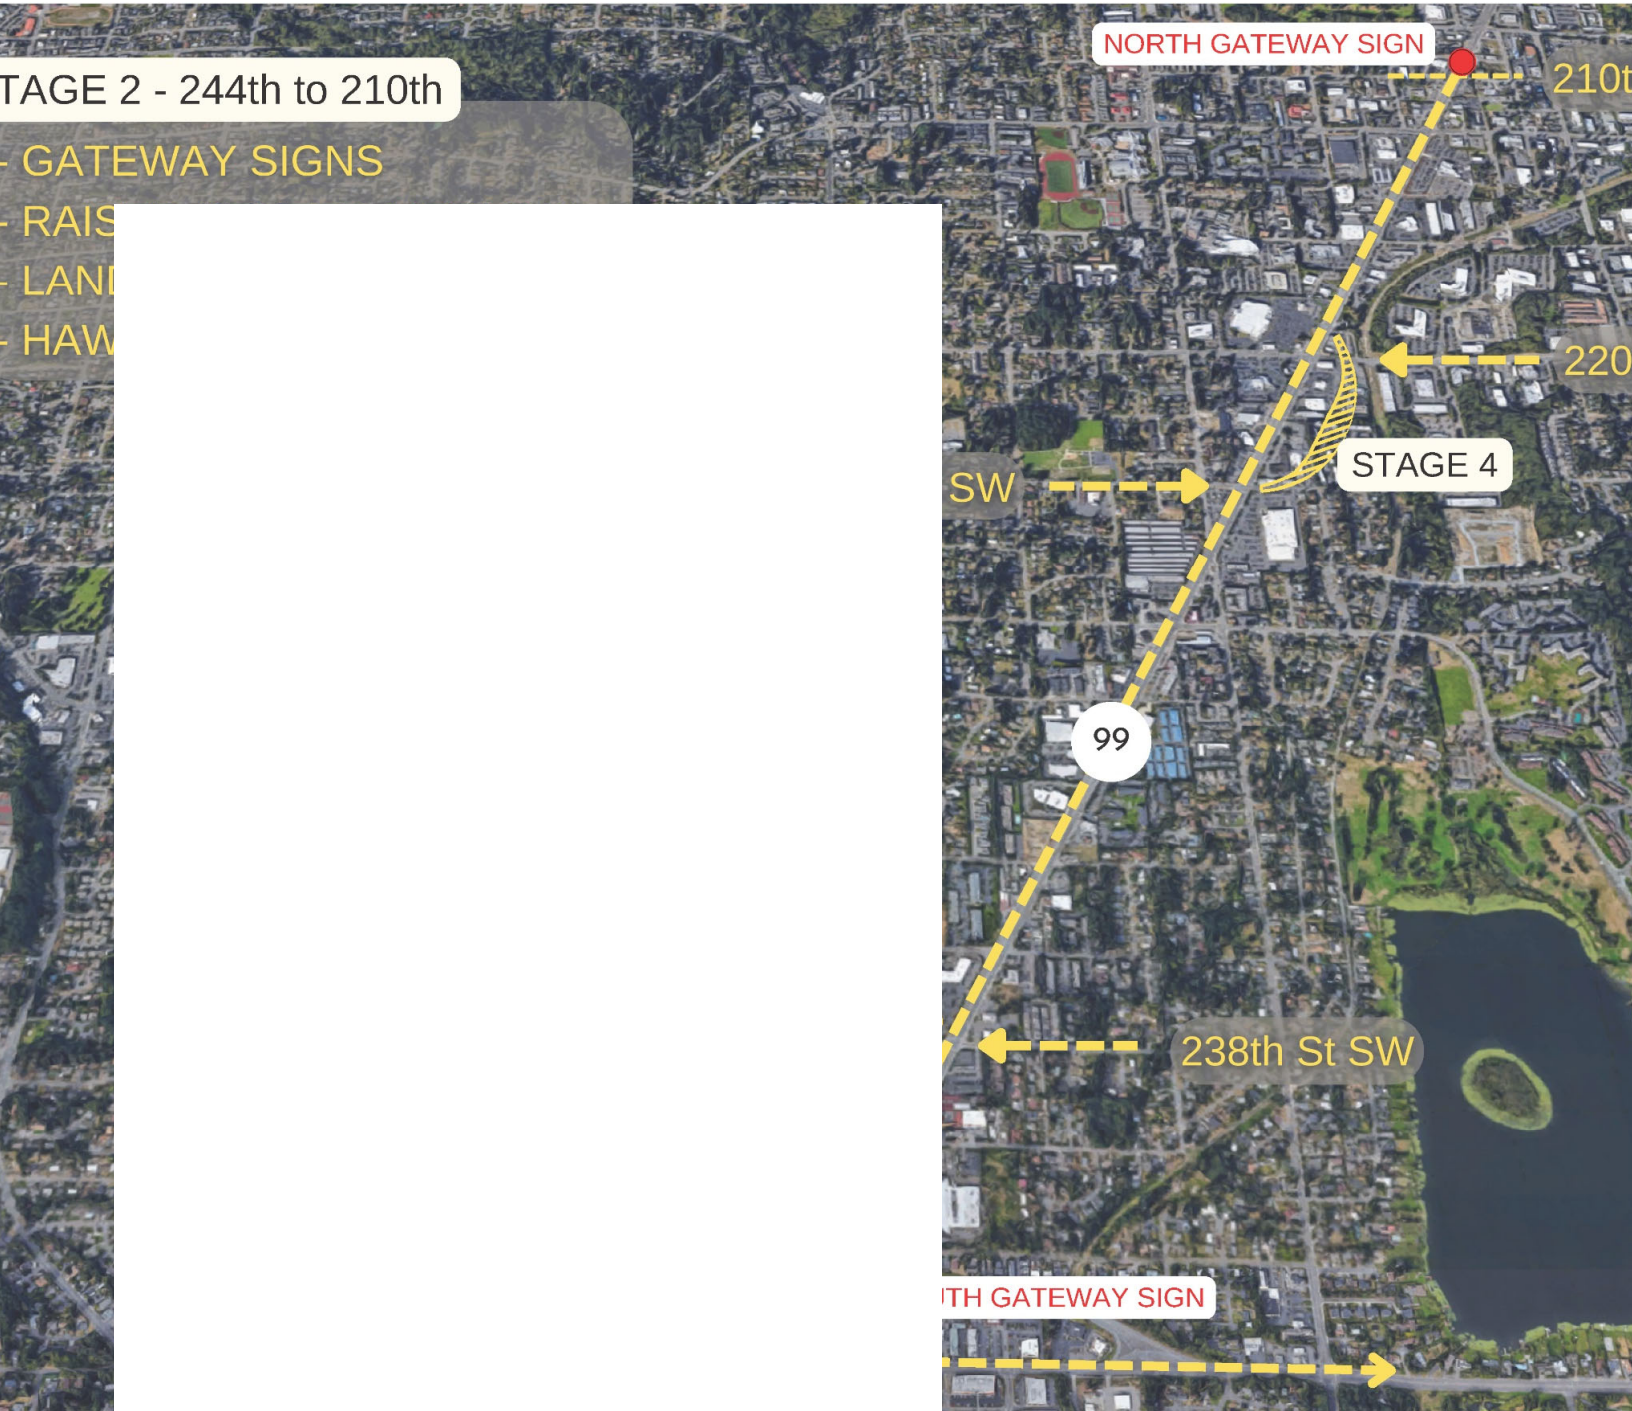 NORTH GATEWAY SIGN
210t
TAGE 2 - 244th to 210th
- GATEWAY SIGNS
- RAIS
- LAND
- HAW
220
STAGE 4
SW
99
238th St SW
UTH GATEWAY SIGN